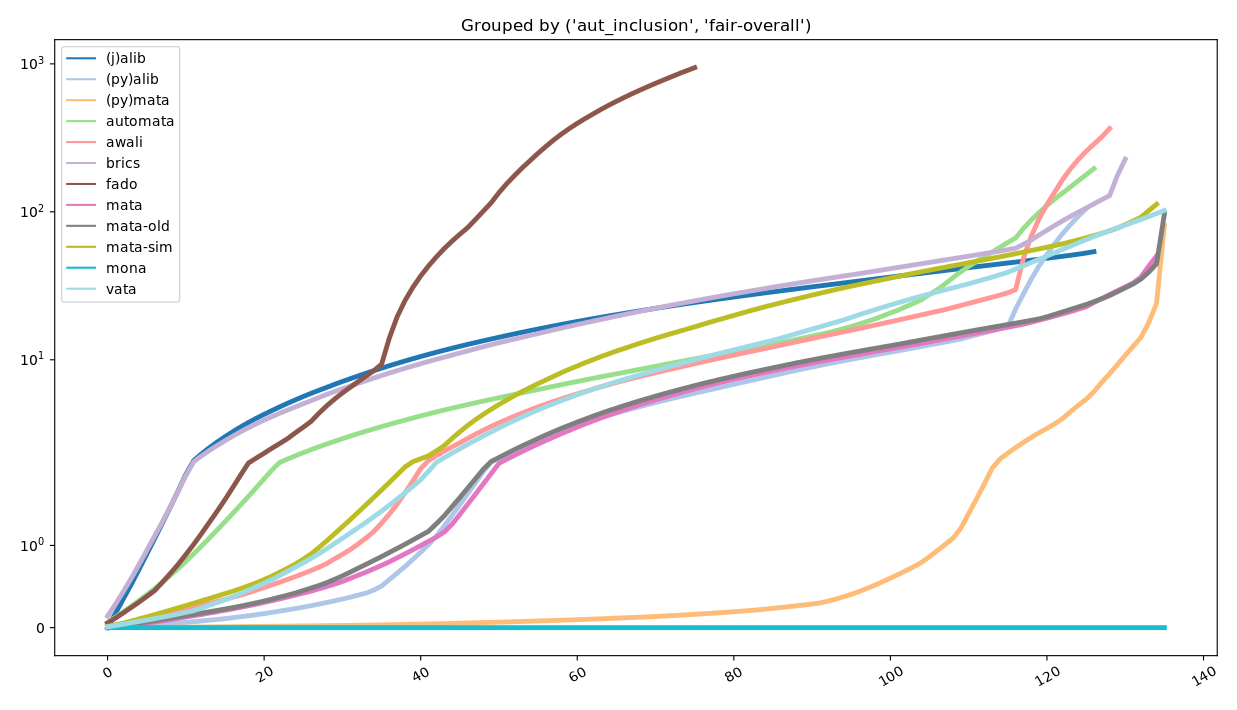 Grouped by ('aut_inclusion', 'fair-overall')
10³
10²
10¹
10⁰
0
(j)alib
(py)alib
(py)mata
automata
awali
brics
fado
mata
mata-old
mata-sim
mona
vata
0 20 40 60 80 100 120 140